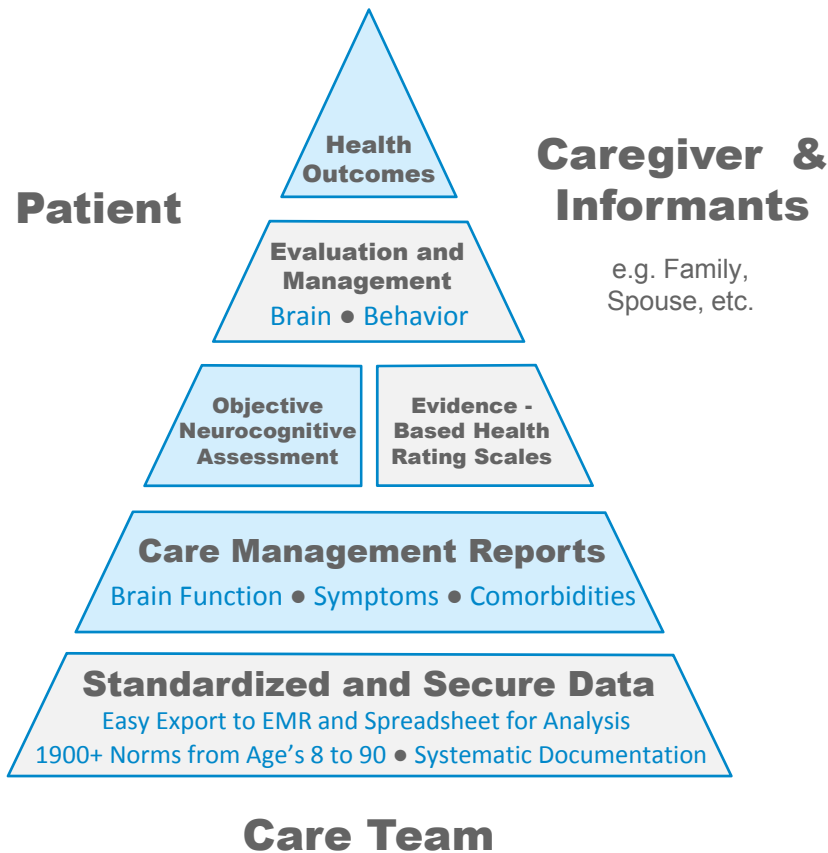 Health
Outcomes
Patient
Caregiver &
Informants
e.g. Family,
Spouse, etc.
Evaluation and
Management
Brain ● Behavior
Objective
Neurocognitive
Assessment
Evidence -
Based Health
Rating Scales
Care Management Reports
Brain Function ● Symptoms ● Comorbidities
Standardized and Secure Data
Easy Export to EMR and Spreadsheet for Analysis
1900+ Norms from Age's 8 to 90 ● Systematic Documentation
Care Team